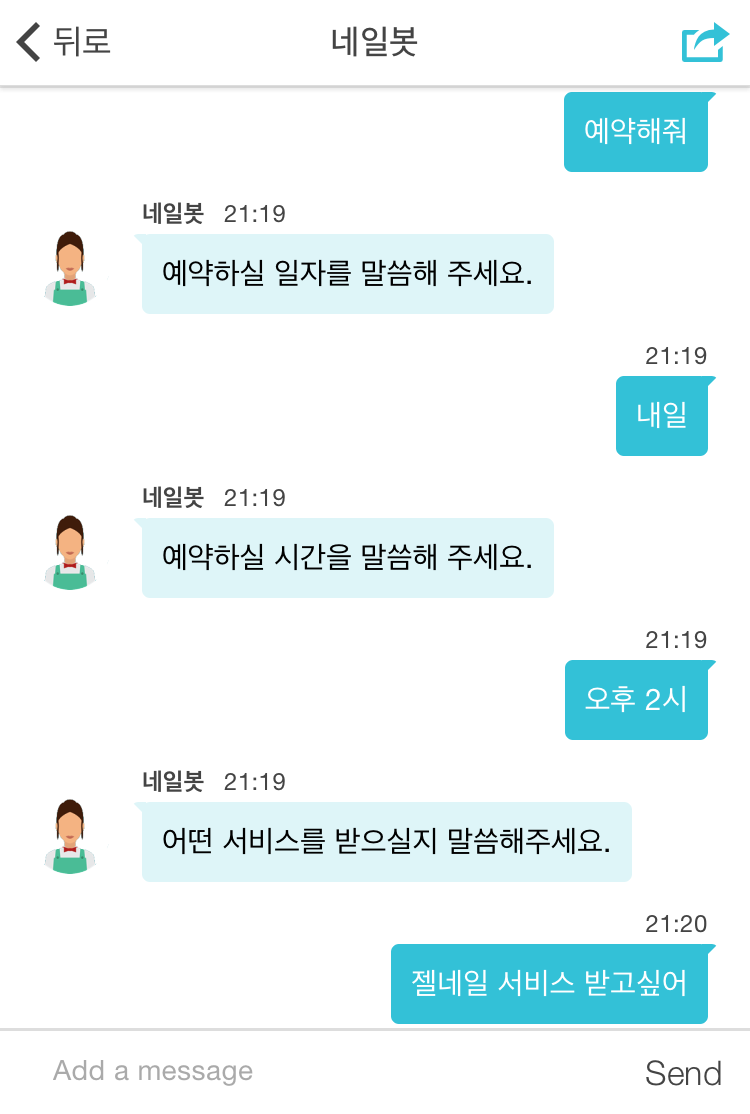 뒤로
네일봇
예약해줘
네일봇 21:19
예약하실 일자를 말씀해 주세요.
21:19
내일
네일봇 21:19
예약하실 시간을 말씀해 주세요.
21:19
오후 2시
네일봇 21:19
어떤 서비스를 받으실지 말씀해주세요.
21:20
젤네일 서비스 받고싶어
Add a message
Send